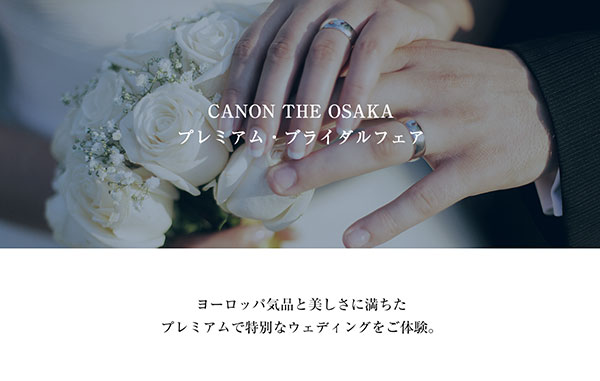 CANON THE OSAKA
プレミアム・ブライダルフェア
ヨーロッパ気品と美しさに満ちた
プレミアムで特別なウェディングをご体験。